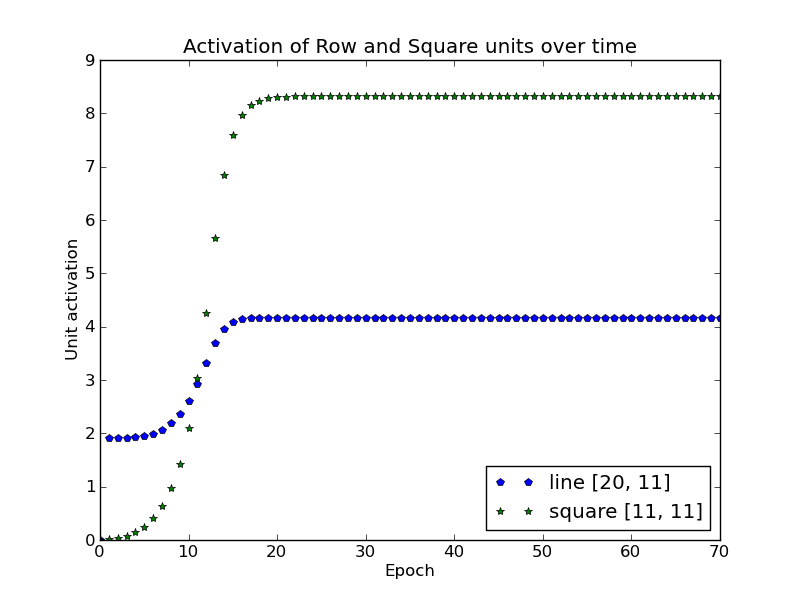 Activation of Row and Square units over time
Unit activation
9
8
7
6
5
4
3
2
1
0
0 10 20 30 40 50 60 70
Epoch
line [20, 11]
square [11, 11]